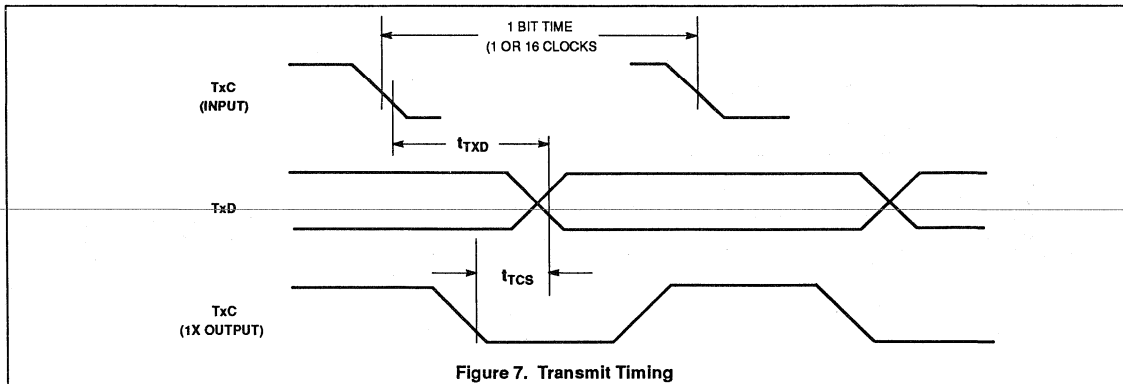 1 BIT TIME
(1 OR 16 CLOCKS
TxC
(INPUT)
tTXD
TxD
tTCS
TxC
(1X OUTPUT)
Figure 7. Transmit Timing